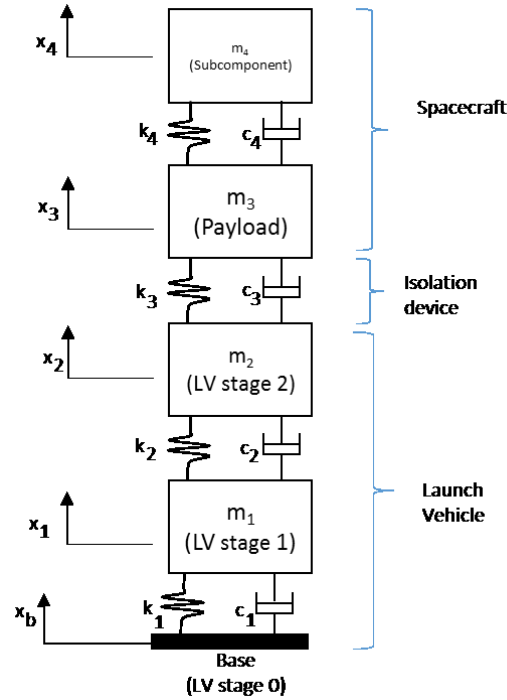 x4
m4
(Subcomponent)
k4
c4
Spacecraft
x3
m3
(Payload)
k3
c3
Isolation
device
x2
m2
(LV stage 2)
k2
c2
Launch
Vehicle
x1
m1
(LV stage 1)
k1
c1
xb
Base
(LV stage 0)